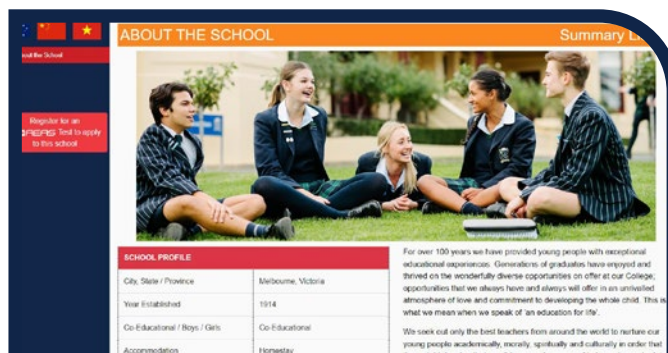 ABOUT THE SCHOOL
Summary
out the School
Register for an
Test to apply
to this school
SCHOOL PROFILE
City, State / Province
Melbourne, Victoria
Year Established
1914
Co-Educational / Boys / Girls
Co-Educational
Accommodation
Homestay
For over 100 years we have provided young people with exceptional
educational experiences. Generations of graduates have enjoyed and
thrived on the wonderfully diverse opportunities on offer at our College;
opportunities that we always have and always will offer in an unrivalled
atmosphere of love and commitment to developing the whole child. This is
what we mean when we speak of 'an education for life'.
We seek out only the best teachers from around the world to nurture our
young people academically, morally, spiritually and culturally in order that